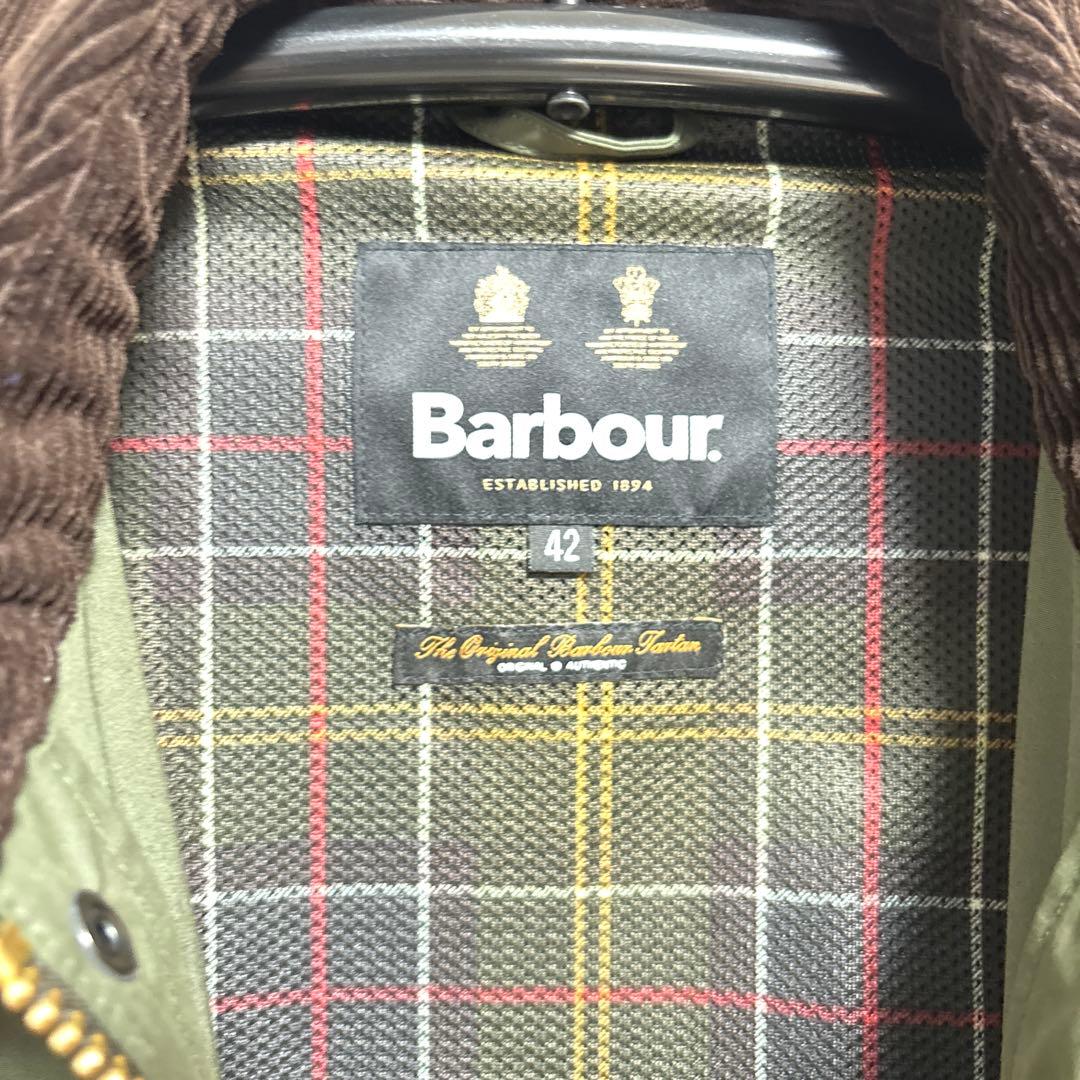 Barbour.
ESTABLISHED 1894
42
The Original Barbour Tartan
ORIGINAL & AUTHENTIC